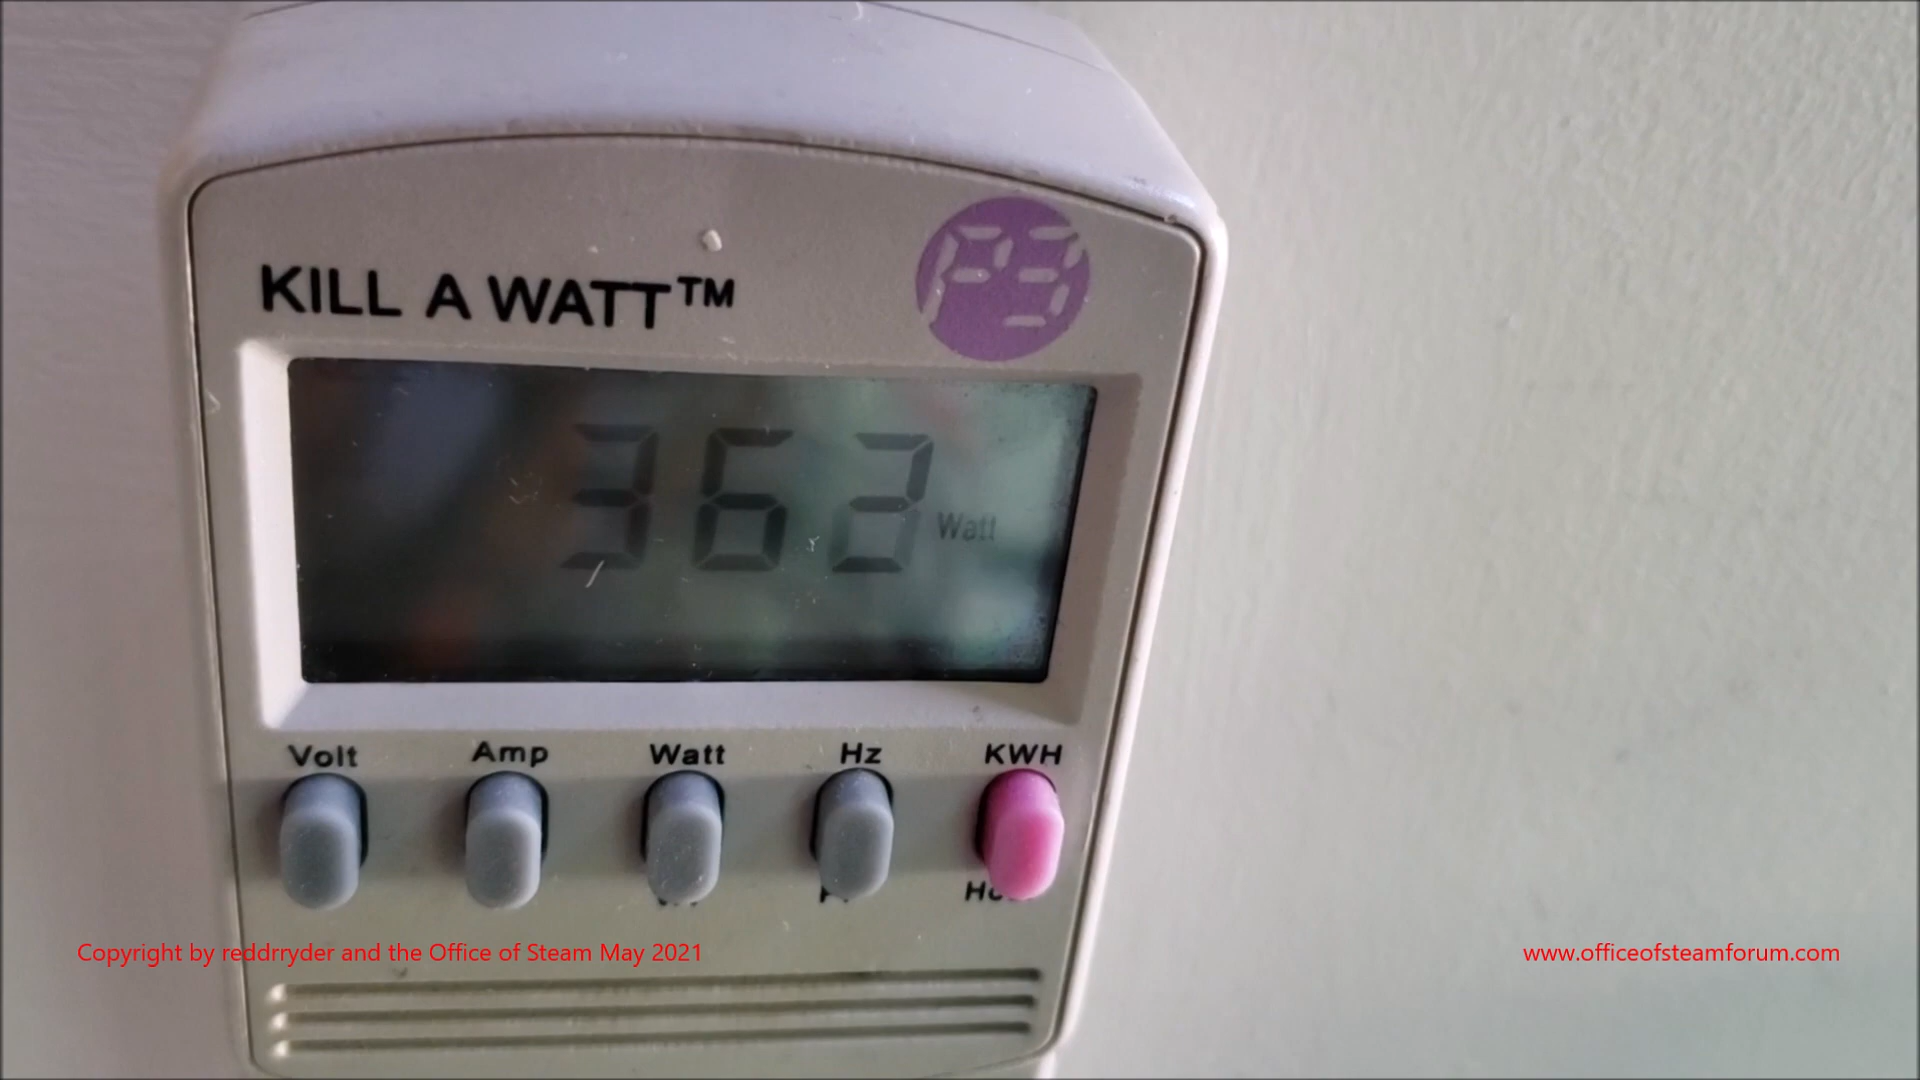 KILL A WATT™
P3
Watt
Volt Amp Watt Hz KWH
Copyright by reddrryder and the Office of Steam May 2021
www.officeofsteamforum.com